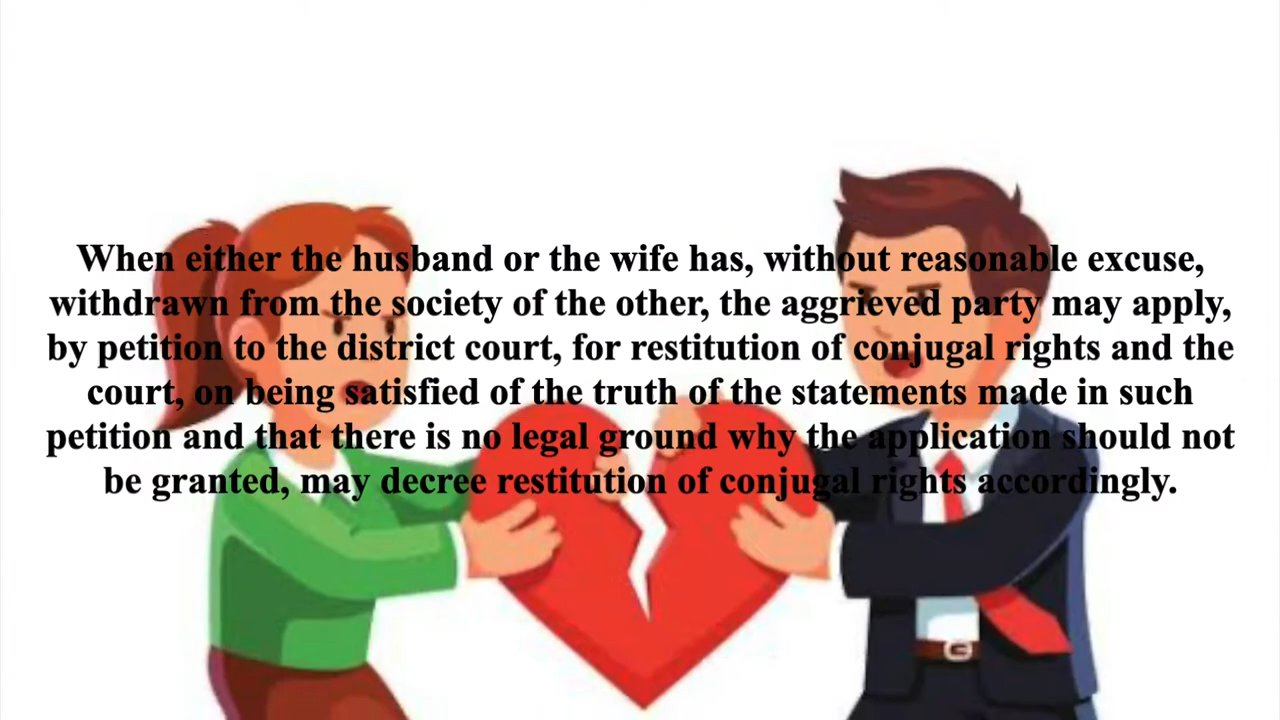 When either the husband or the wife has, without reasonable excuse,
withdrawn from the society of the other, the aggrieved party may apply,
by petition to the district court, for restitution of conjugal rights and the
court, on being satisfied of the truth of the statements made in such
petition and that there is no legal ground why the application should not
be granted, may decree restitution of conjugal rights accordingly.